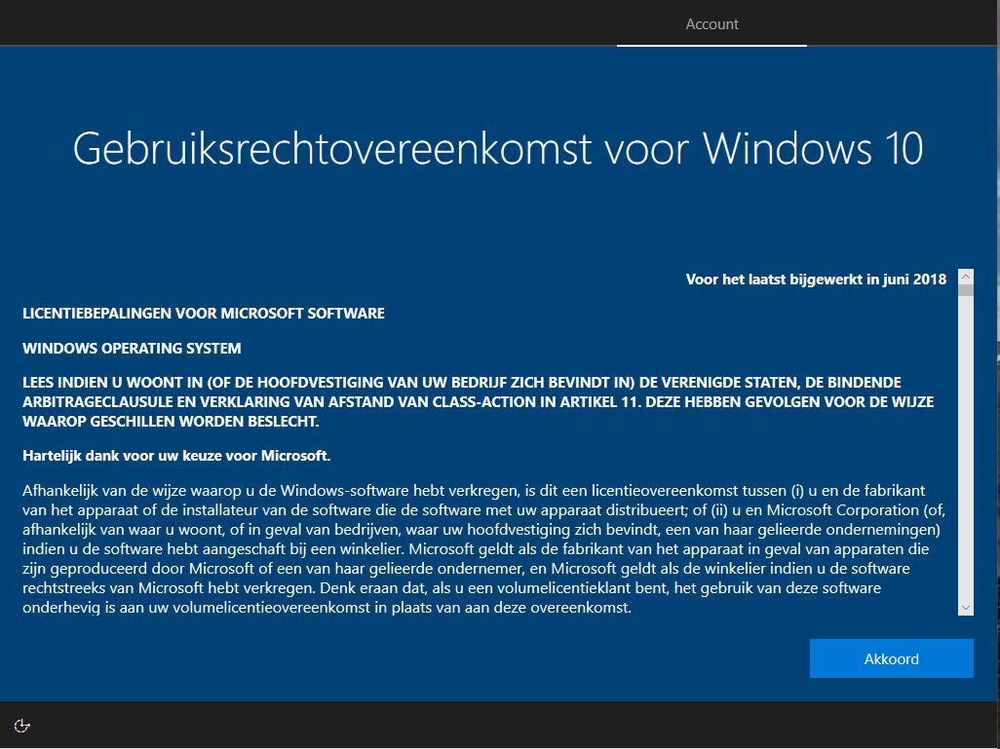 Account
Gebruiksrechtovereenkomst voor Windows 10
Voor het laatst bijgewerkt in juni 2018
LICENTIEBEPALINGEN VOOR MICROSOFT SOFTWARE
WINDOWS OPERATING SYSTEM
LEES INDIEN U WOONT IN (OF DE HOOFDVESTIGING VAN UW BEDRIJF ZICH BEVINDT IN) DE VERENIGDE STATEN, DE BINDENDE
ARBITRAGECLAUSULE EN VERKLARING VAN AFSTAND VAN CLASS-ACTION IN ARTIKEL 11. DEZE HEBBEN GEVOLGEN VOOR DE WIJZE
WAAROP GESCHILLEN WORDEN BESLECHT.
Hartelijk dank voor uw keuze voor Microsoft.
Afhankelijk van de wijze waarop u de Windows-software hebt verkregen, is dit een licentieovereenkomst tussen (i) u en de fabrikant
van het apparaat of de installateur van de software die de software met uw apparaat distribueert; of (ii) u en Microsoft Corporation (of,
afhankelijk van waar u woont, of in geval van bedrijven, waar uw hoofdvestiging zich bevindt, een van haar gelieerde ondernemingen)
indien u de software hebt aangeschaft bij een winkelier. Microsoft geldt als de fabrikant van het apparaat in geval van apparaten die
zijn geproduceerd door Microsoft of een van haar gelieerde ondernemer, en Microsoft geldt als de winkelier indien u de software
rechtstreeks van Microsoft hebt verkregen. Denk eraan dat, als u een volumelicentieklant bent, het gebruik van deze software
onderhevig is aan uw volumelicentieovereenkomst in plaats van aan deze overeenkomst.
Akkoord